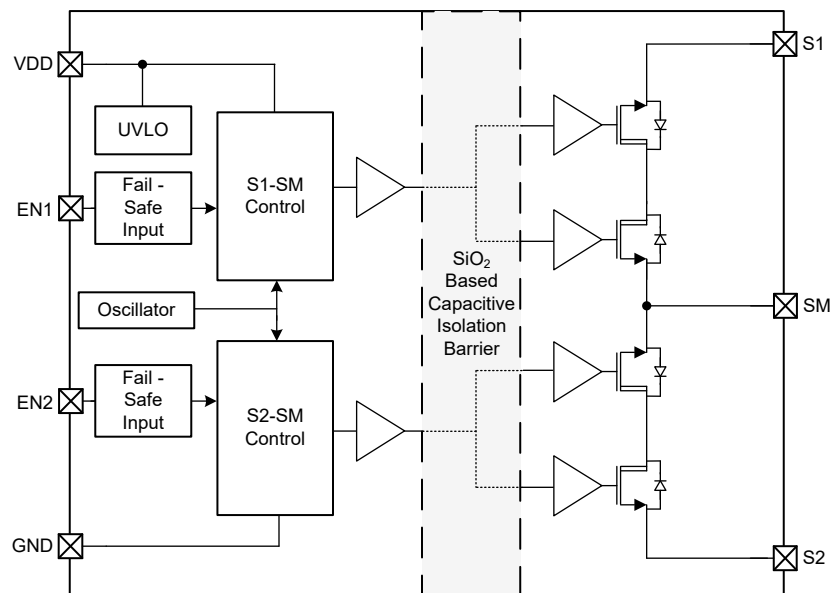 S1
VDD
UVLO
Fail -
Safe
Input
S1-SM
Control
EN1
SiO₂
Based
Capacitive
Isolation
Barrier
Oscillator
SM
Fail -
Safe
Input
EN2
S2-SM
Control
GND
S2